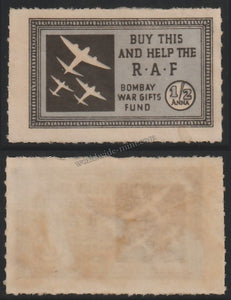 BUY THIS
AND HELP THE
R·A·F
BOMBAY
WAR GIFTS
FUND
1/2
ANNA